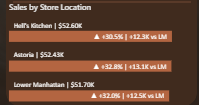 Sales by Store Location
Hell's Kitchen | $52.60K
▲ +30.5% | +12.3K vs LM
Astoria | $52.43K
▲ +32.8% | +13.1K vs LM
Lower Manhattan | $51.70K
▲ +32.0% | +12.5K vs LM